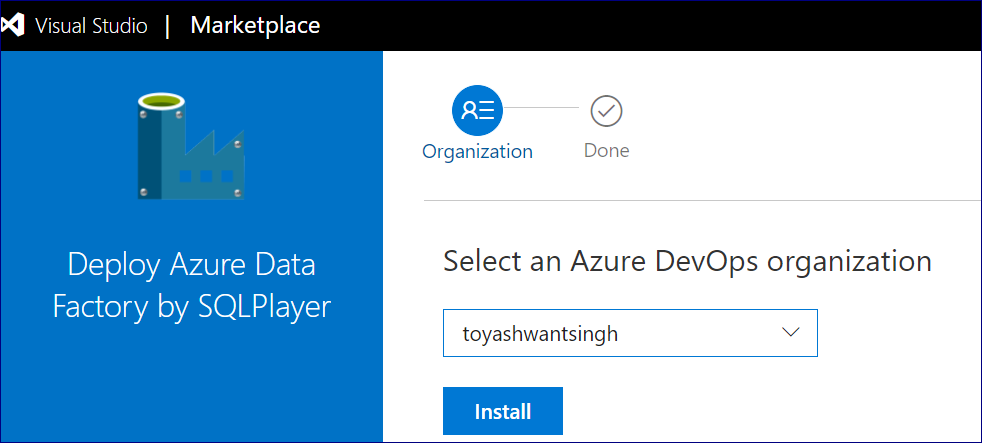 Visual Studio | Marketplace
Organization
Done
Deploy Azure Data
Factory by SQLPlayer
Select an Azure DevOps organization
toyashwantsingh
Install